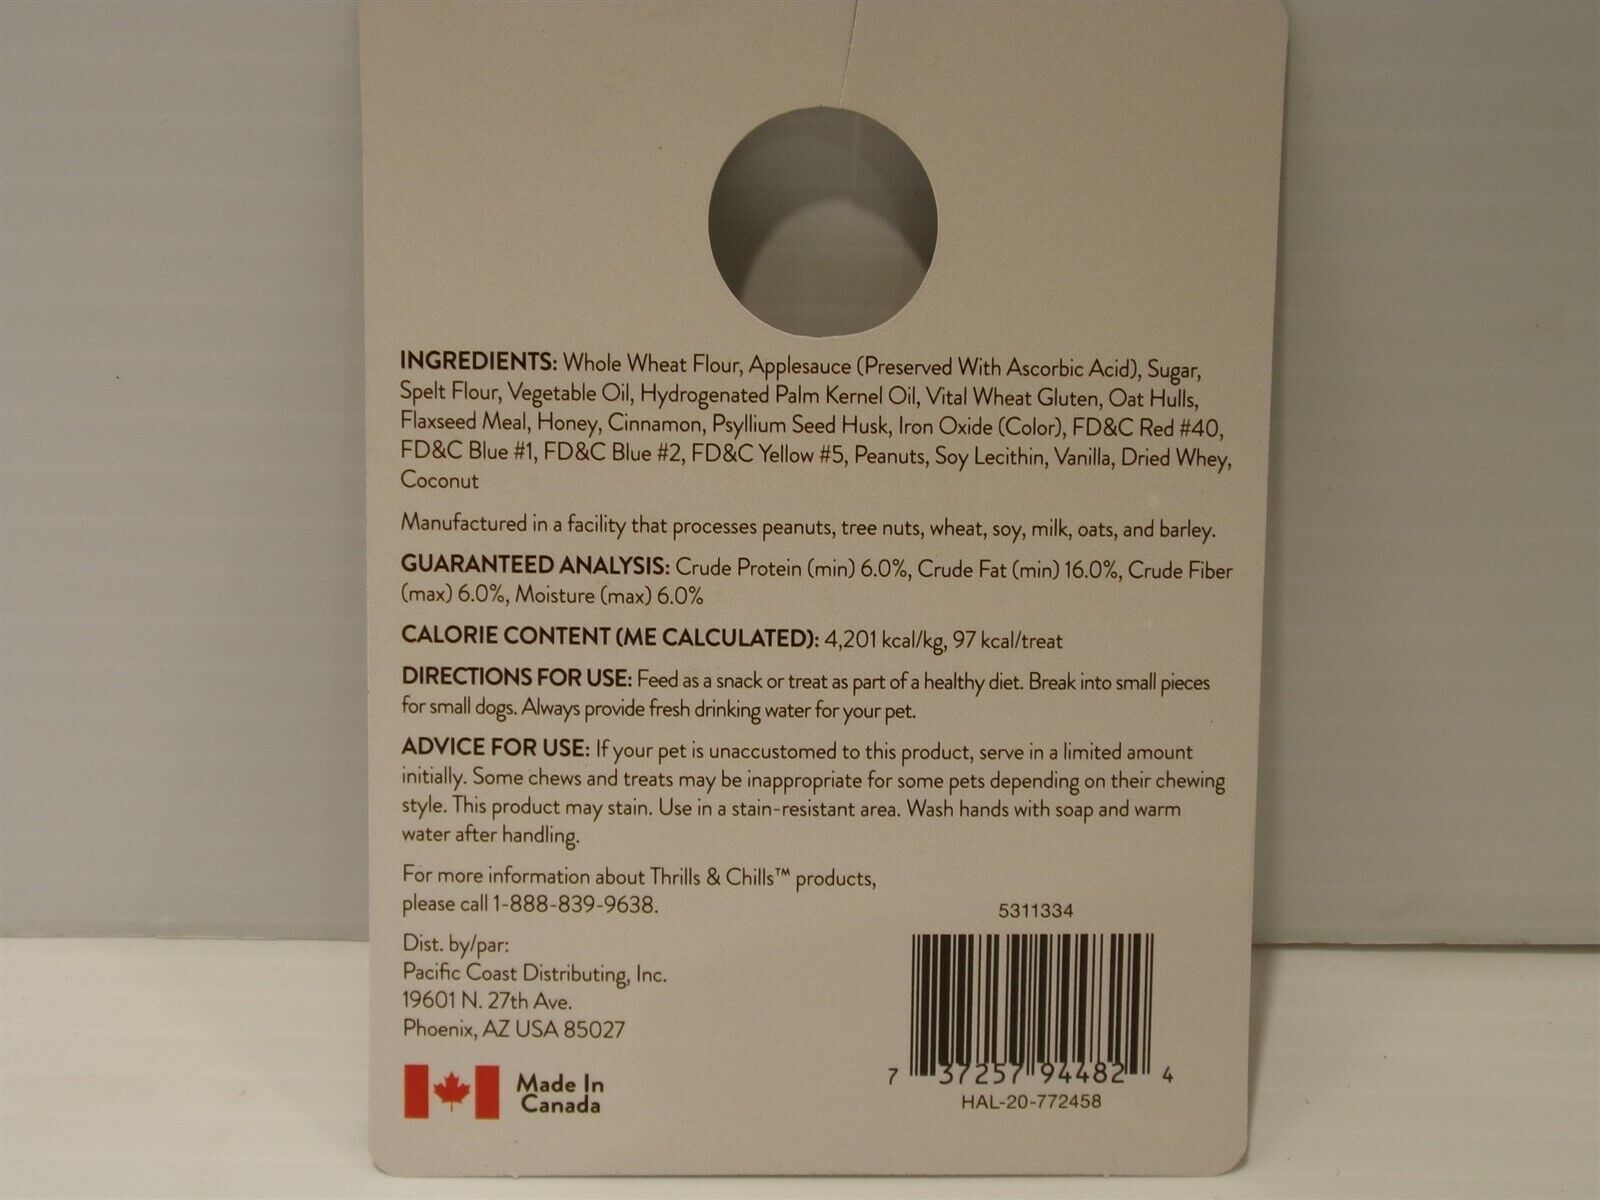 INGREDIENTS: Whole Wheat Flour, Applesauce (Preserved With Ascorbic Acid), Sugar,
Spelt Flour, Vegetable Oil, Hydrogenated Palm Kernel Oil, Vital Wheat Gluten, Oat Hulls,
Flaxseed Meal, Honey, Cinnamon, Psyllium Seed Husk, Iron Oxide (Color), FD&C Red #40,
FD&C Blue #1, FD&C Blue #2, FD&C Yellow #5, Peanuts, Soy Lecithin, Vanilla, Dried Whey,
Coconut
Manufactured in a facility that processes peanuts, tree nuts, wheat, soy, milk, oats, and barley.
GUARANTEED ANALYSIS: Crude Protein (min) 6.0%, Crude Fat (min) 16.0%, Crude Fiber
(max) 6.0%, Moisture (max) 6.0%
CALORIE CONTENT (ME CALCULATED): 4,201 kcal/kg, 97 kcal/treat
DIRECTIONS FOR USE: Feed as a snack or treat as part of a healthy diet. Break into small pieces
for small dogs. Always provide fresh drinking water for your pet.
ADVICE FOR USE: If your pet is unaccustomed to this product, serve in a limited amount
initially. Some chews and treats may be inappropriate for some pets depending on their chewing
style. This product may stain. Use in a stain-resistant area. Wash hands with soap and warm
water after handling.
For more information about Thrills & Chills™ products,
please call 1-888-839-9638.
Dist. by/par:
Pacific Coast Distributing, Inc.
19601 N. 27th Ave.
Phoenix, AZ USA 85027
Made In
Canada
5311334
7 37257 94482 4
HAL-20-772458